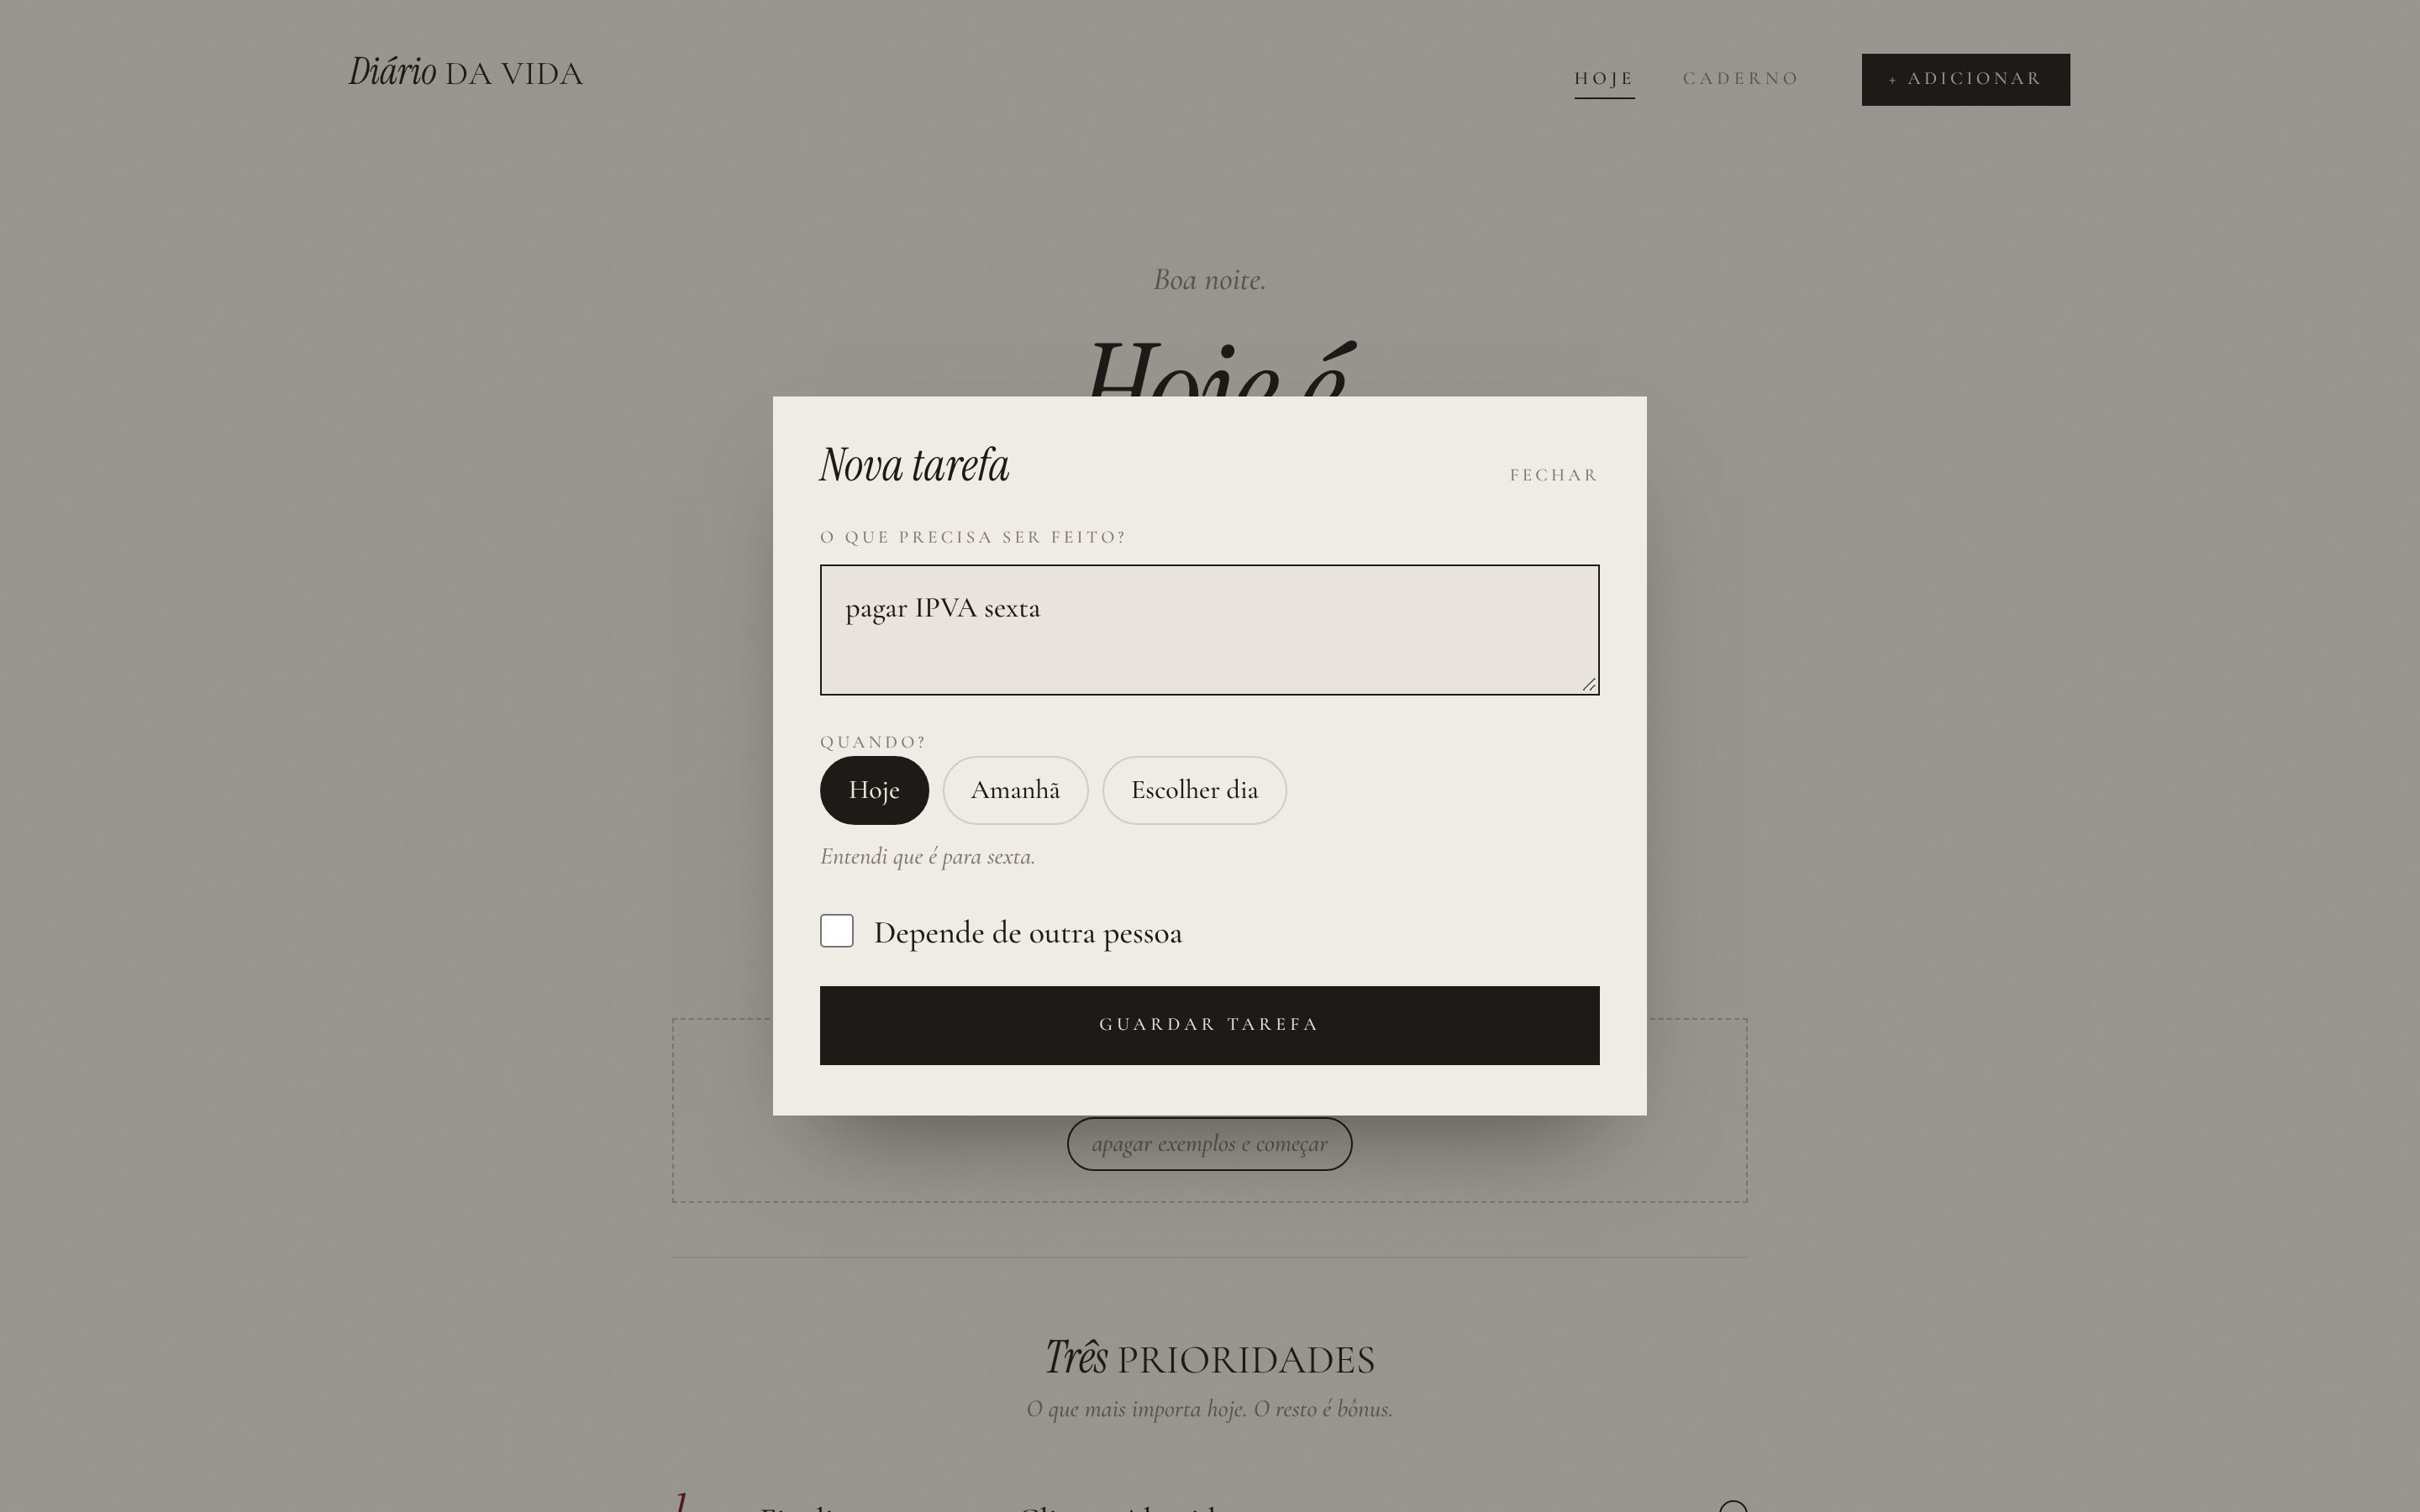 Diário DA VIDA
HOJE
CADERNO
+ ADICIONAR
Boa noite.
Hoje é
Nova tarefa
FECHAR
O QUE PRECISA SER FEITO?
pagar IPVA sexta
QUANDO?
Hoje
Amanhã
Escolher dia
Entendi que é para sexta.
Depende de outra pessoa
GUARDAR TAREFA
apagar exemplos e começar
Três PRIORIDADES
O que mais importa hoje. O resto é bônus.
1